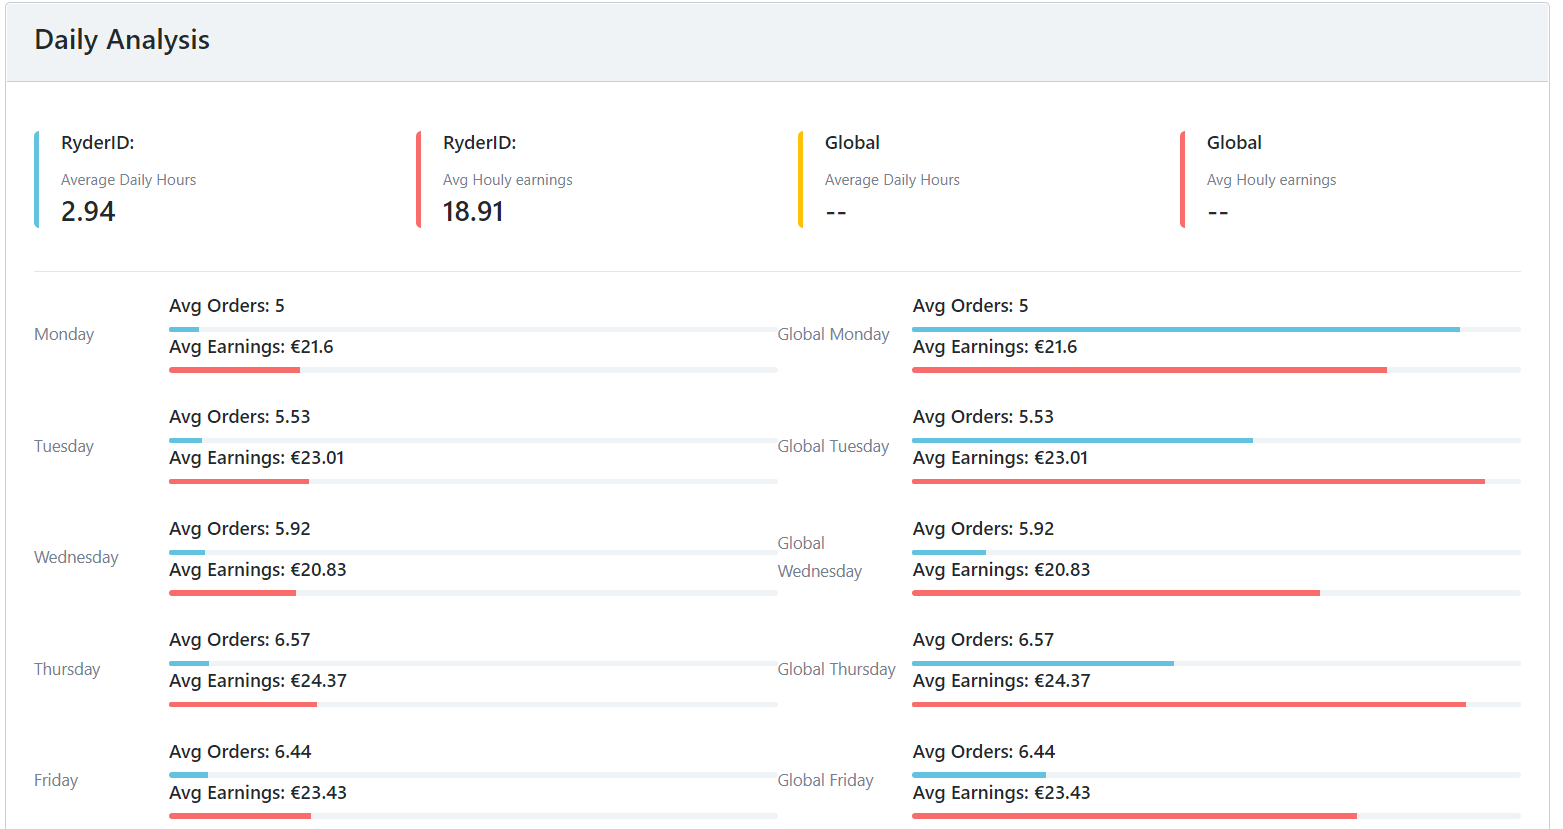 Daily Analysis
RyderID:
Average Daily Hours
2.94
RyderID:
Avg Houly earnings
18.91
Global
Average Daily Hours
--
Global
Avg Houly earnings
--
Monday
Avg Orders: 5
Avg Earnings: €21.6
Global Monday
Avg Orders: 5
Avg Earnings: €21.6
Tuesday
Avg Orders: 5.53
Avg Earnings: €23.01
Global Tuesday
Avg Orders: 5.53
Avg Earnings: €23.01
Wednesday
Avg Orders: 5.92
Avg Earnings: €20.83
Global
Wednesday
Avg Orders: 5.92
Avg Earnings: €20.83
Thursday
Avg Orders: 6.57
Avg Earnings: €24.37
Global Thursday
Avg Orders: 6.57
Avg Earnings: €24.37
Friday
Avg Orders: 6.44
Avg Earnings: €23.43
Global Friday
Avg Orders: 6.44
Avg Earnings: €23.43